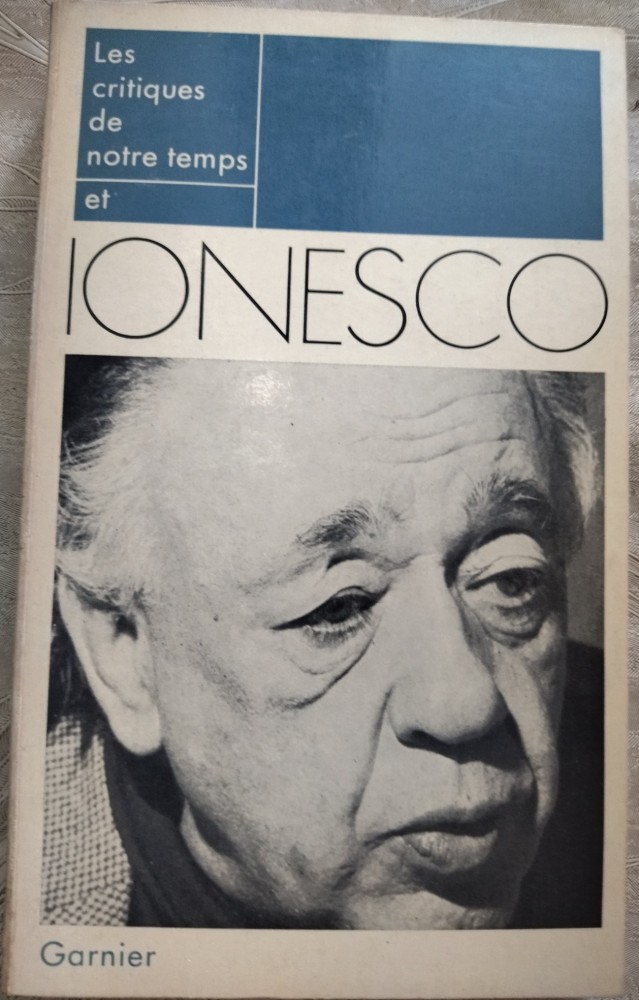 Les
critiques
de
notre temps
et
IONESCO
Garnier